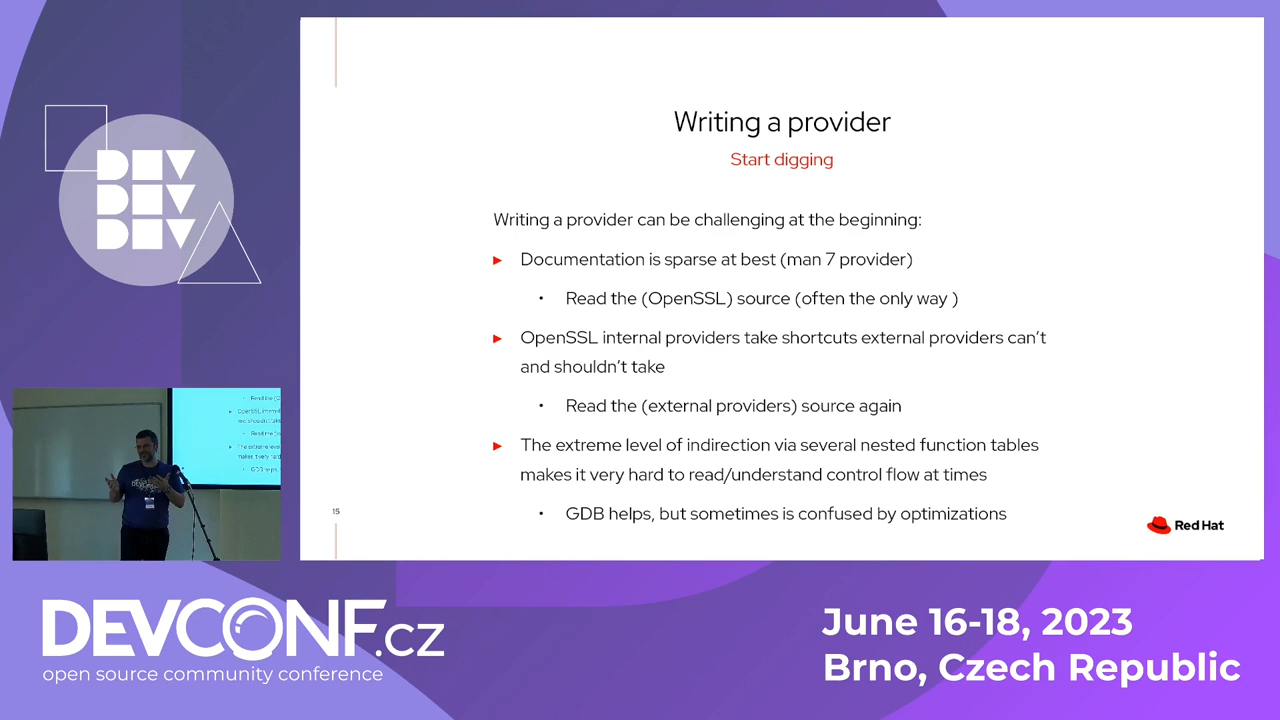 DEV
DEV
DEV
Writing a provider
Start digging
Writing a provider can be challenging at the beginning:
► Documentation is sparse at best (man 7 provider)
• Read the (OpenSSL) source (often the only way )
► OpenSSL internal providers take shortcuts external providers can't
and shouldn't take
• Read the (external providers) source again
► The extreme level of indirection via several nested function tables
makes it very hard to read/understand control flow at times
• GDB helps, but sometimes is confused by optimizations
15
Red Hat
DEVCONF.cz
open source community conference
June 16-18, 2023
Brno, Czech Republic